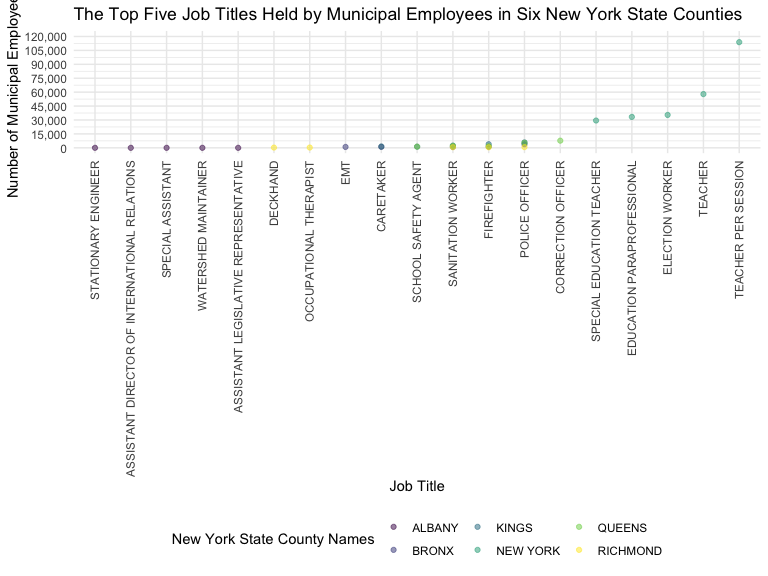 The Top Five Job Titles Held by Municipal Employees in Six New York State Counties
Number of Municipal Employee
120,000
105,000
90,000
75,000
60,000
45,000
30,000
15,000
0
STATIONARY ENGINEER
ASSISTANT DIRECTOR OF INTERNATIONAL RELATIONS
SPECIAL ASSISTANT
WATERSHED MAINTAINER
ASSISTANT LEGISLATIVE REPRESENTATIVE
DECKHAND
OCCUPATIONAL THERAPIST
EMT
CARETAKER
SCHOOL SAFETY AGENT
SANITATION WORKER
FIREFIGHTER
POLICE OFFICER
CORRECTION OFFICER
SPECIAL EDUCATION TEACHER
EDUCATION PARAPROFESSIONAL
ELECTION WORKER
TEACHER
TEACHER PER SESSION
Job Title
New York State County Names
ALBANY
KINGS
QUEENS
BRONX
NEW YORK
RICHMOND